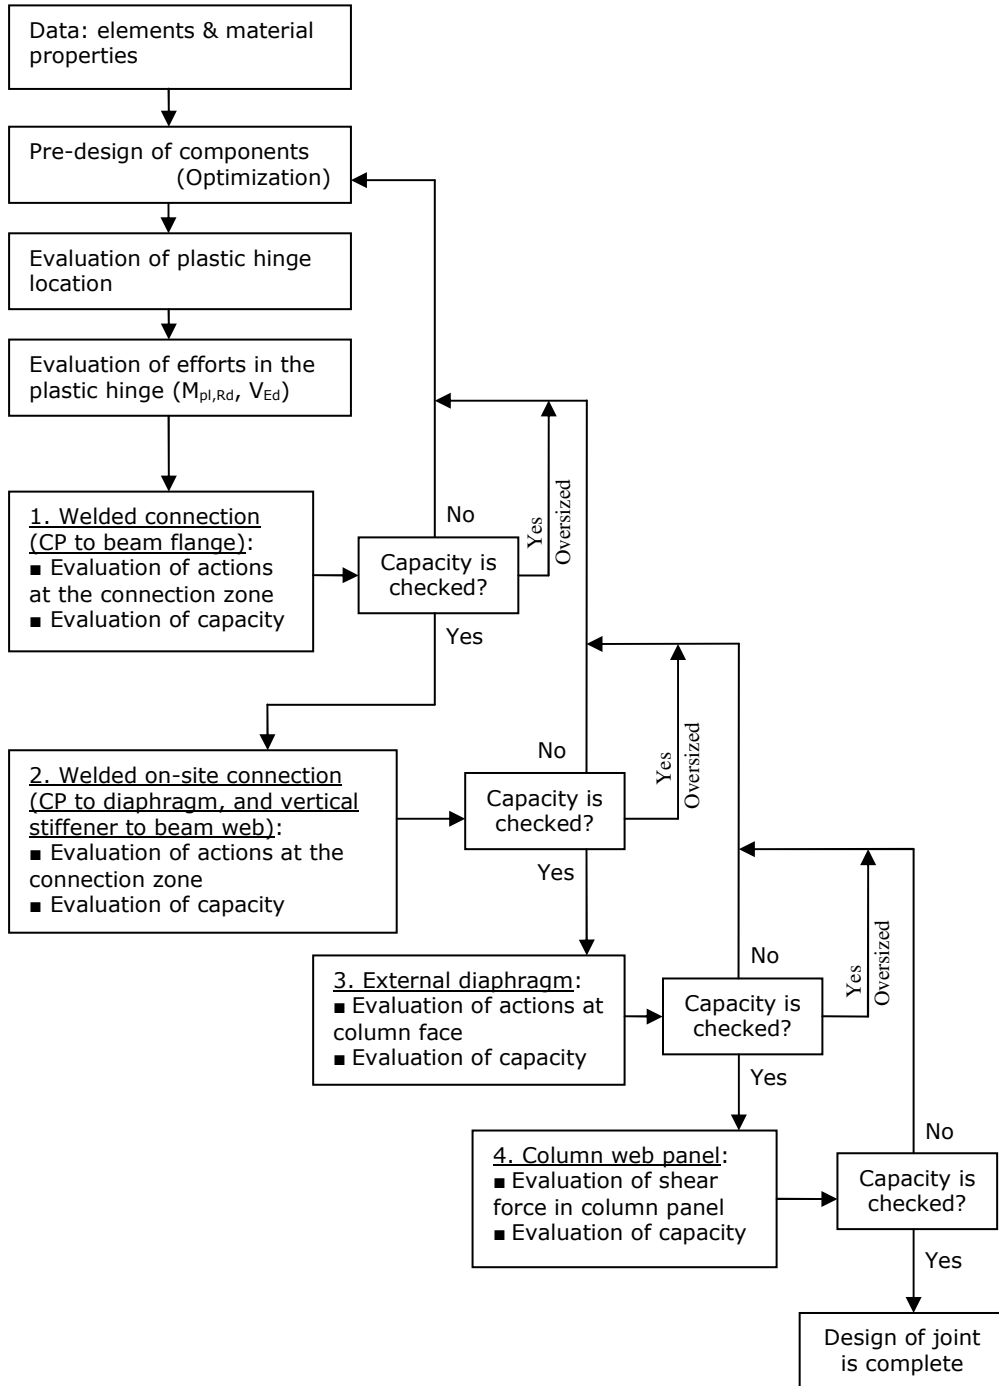 Data: elements & material
properties
Pre-design of components
(Optimization)
Evaluation of plastic hinge
location
Evaluation of efforts in the
plastic hinge (Mpl,Rd, VEd)
1. Welded connection
(CP to beam flange):
■ Evaluation of actions
at the connection zone
■ Evaluation of capacity
No
Capacity is
checked?
Yes
Yes
Oversized
2. Welded on-site connection
(CP to diaphragm, and vertical
stiffener to beam web):
■ Evaluation of actions at the
connection zone
■ Evaluation of capacity
No
Capacity is
checked?
Yes
Yes
Oversized
3. External diaphragm:
■ Evaluation of actions at
column face
■ Evaluation of capacity
No
Capacity is
checked?
Yes
Yes
Oversized
4. Column web panel:
■ Evaluation of shear
force in column panel
■ Evaluation of capacity
No
Capacity is
checked?
Yes
Design of joint
is complete